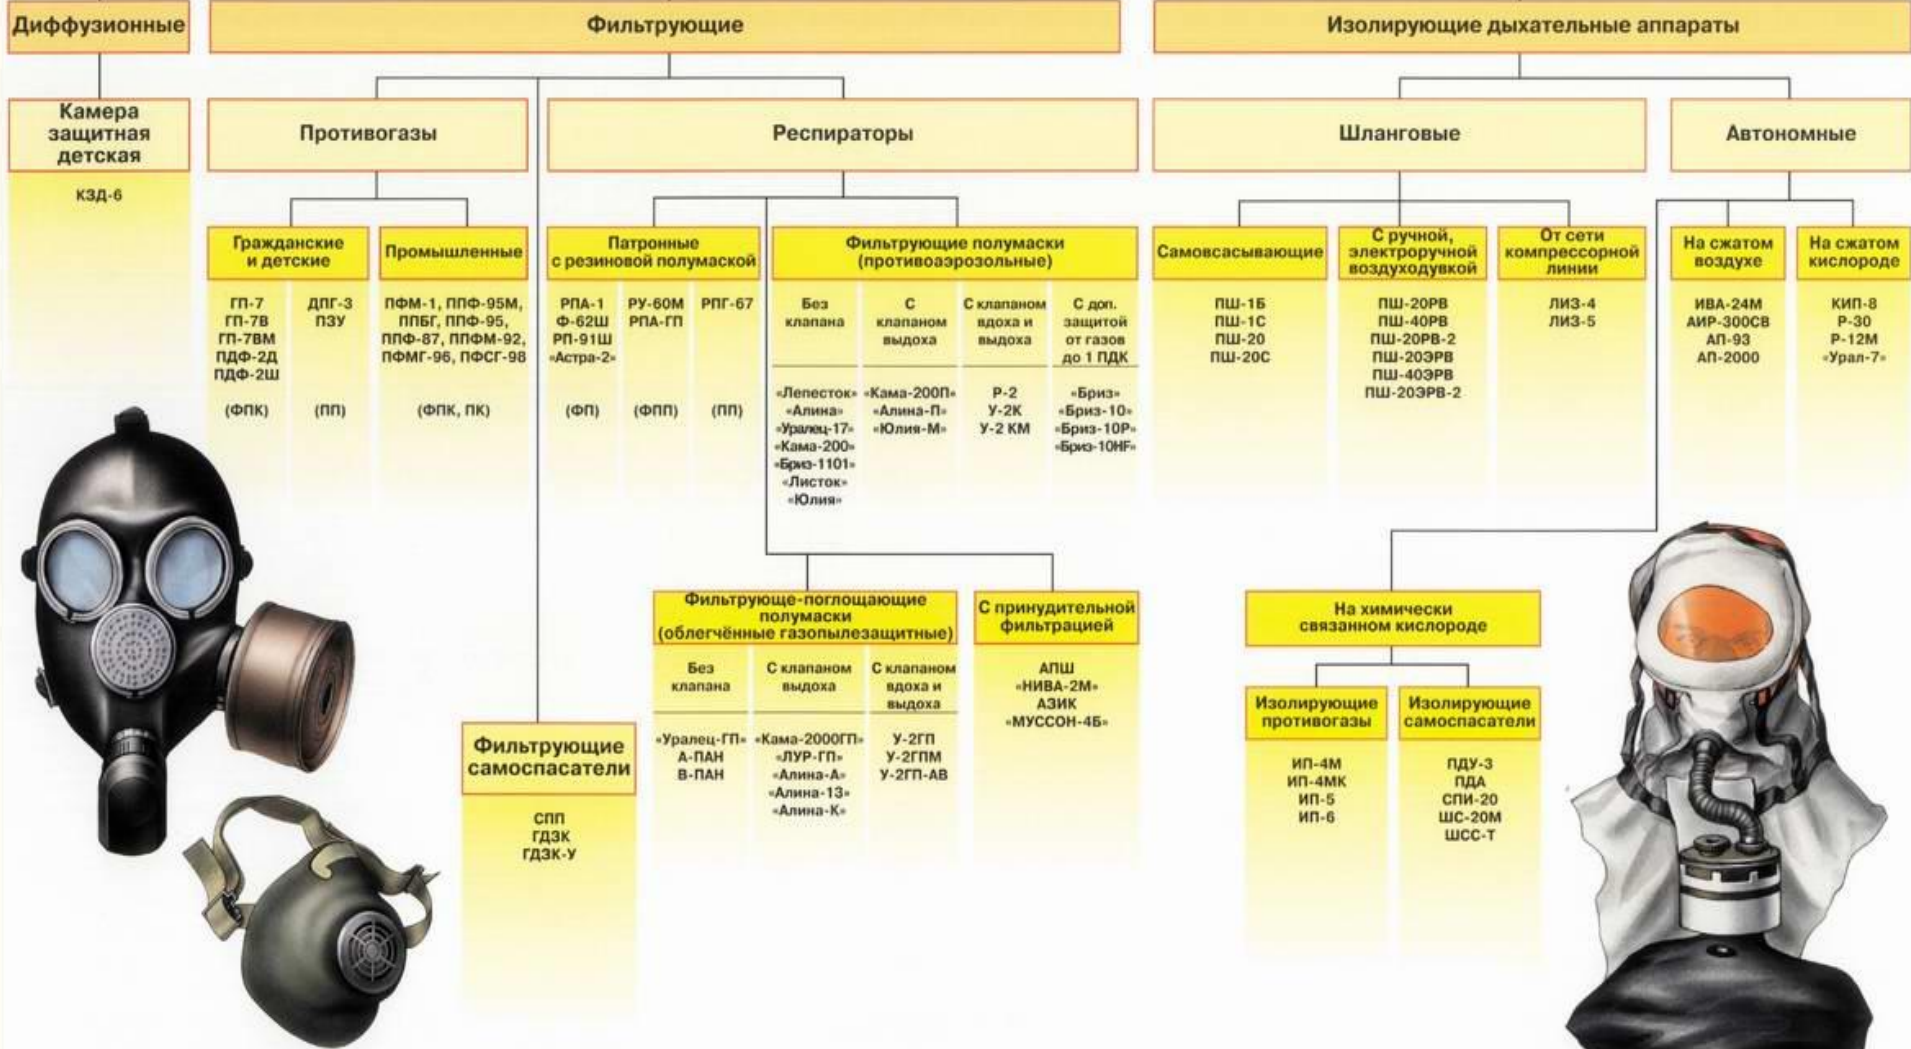 Диффузионные
Фильтрующие
Изолирующие дыхательные аппараты
Камера
защитная
детская
КЗД-6
Противогазы
Респираторы
Шланговые
Автономные
Гражданские
и детские
ГП-7
ГП-7В
ГП-7ВМ
ПДФ-2Д
ПДФ-2Ш
(ФПК)
ДПГ-3
ПЗУ
(ПП)
Промышленные
ПФМ-1, ППФ-95М,
ППБГ, ППФ-95,
ППФ-87, ППФМ-92,
ПФМГ-96, ПФСГ-98
(ФПК, ПК)
Патронные
с резиновой полумаской
РПА-1
Ф-62Ш
РП-91Ш
«Астра-2»
(ФП)
РУ-60М
РПА-ГП
(ФПП)
РПГ-67
(ПП)
Фильтрующие полумаски
(противоаэрозольные)
Без
клапана
«Лепесток»
«Алина»
«Уралец-17»
«Кама-200»
«Бриз-1101»
«Листок»
«Юлия»
С
клапаном
выдоха
«Кама-200П»
«Алина-П»
«Юлия-М»
С клапаном
вдоха и
выдоха
Р-2
У-2К
У-2 КМ
С доп.
защитой
от газов
до 1 ПДК
«Бриз»
«Бриз-10»
«Бриз-10Р»
«Бриз-10НF»
Самовсасывающие
ПШ-1Б
ПШ-1С
ПШ-20
ПШ-20С
С ручной,
электроручной
воздуходувкой
ПШ-20РВ
ПШ-40РВ
ПШ-20РВ-2
ПШ-20ЭРВ
ПШ-40ЭРВ
ПШ-20ЭРВ-2
От сети
компрессорной
линии
ЛИЗ-4
ЛИЗ-5
На сжатом
воздухе
ИВА-24М
АИР-300СВ
АП-93
АП-2000
На сжатом
кислороде
КИП-8
Р-30
Р-12М
«Урал-7»
Фильтрующие
самоспасатели
СПП
ГДЗК
ГДЗК-У
Фильтрующе-поглощающие
полумаски
(облегчённые газопылезащитные)
Без
клапана
«Уралец-ГП»
А-ПАН
В-ПАН
С клапаном
выдоха
«Кама-2000ГП»
«ЛУР-ГП»
«Алина-А»
«Алина-13»
«Алина-К»
С клапаном
вдоха и
выдоха
У-2ГП
У-2ГПМ
У-2ГП-АВ
С принудительной
фильтрацией
АПШ
«НИВА-2М»
АЗИК
«МУССОН-4Б»
На химически
связанном кислороде
Изолирующие
противогазы
ИП-4М
ИП-4МК
ИП-5
ИП-6
Изолирующие
самоспасатели
ПДУ-3
ПДА
СПИ-20
ШС-20М
ШСС-Т